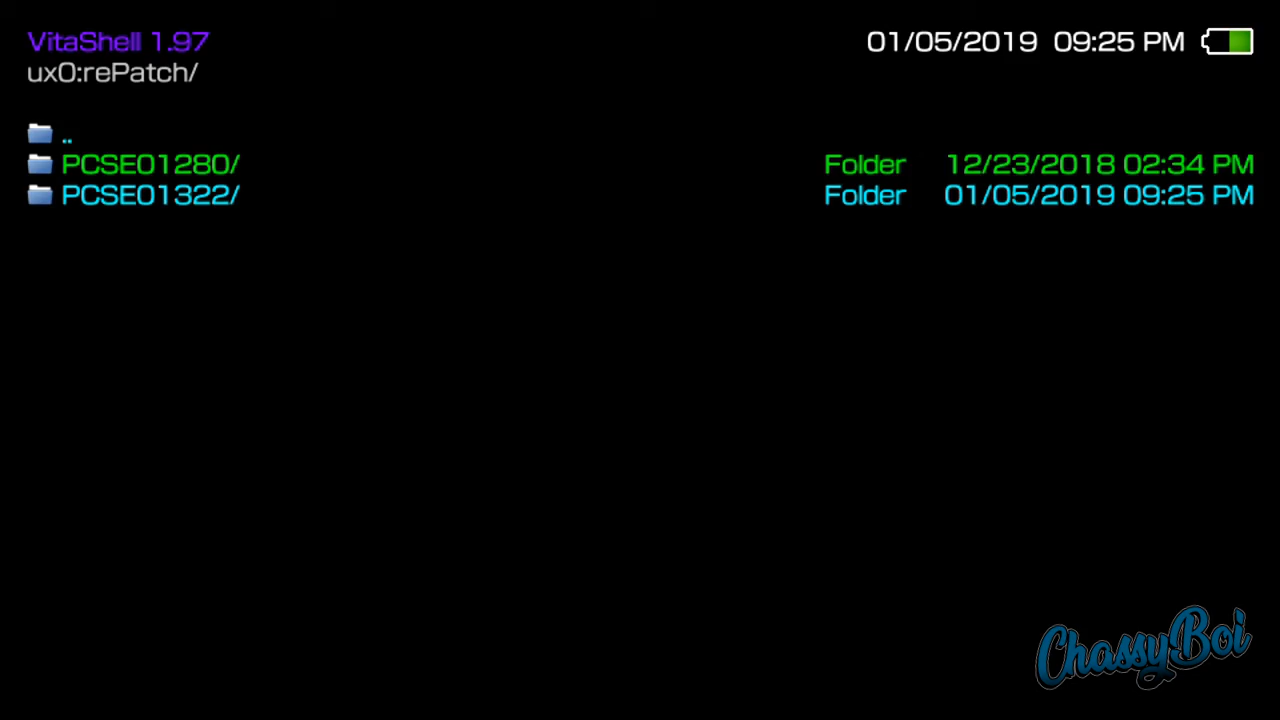 VitaShell 1.97 01/05/2019 09:25 PM
ux0:rePatch/
..
PCSE01280/ Folder 12/23/2018 02:34 PM
PCSE01322/ Folder 01/05/2019 09:25 PM
ChassyBoi